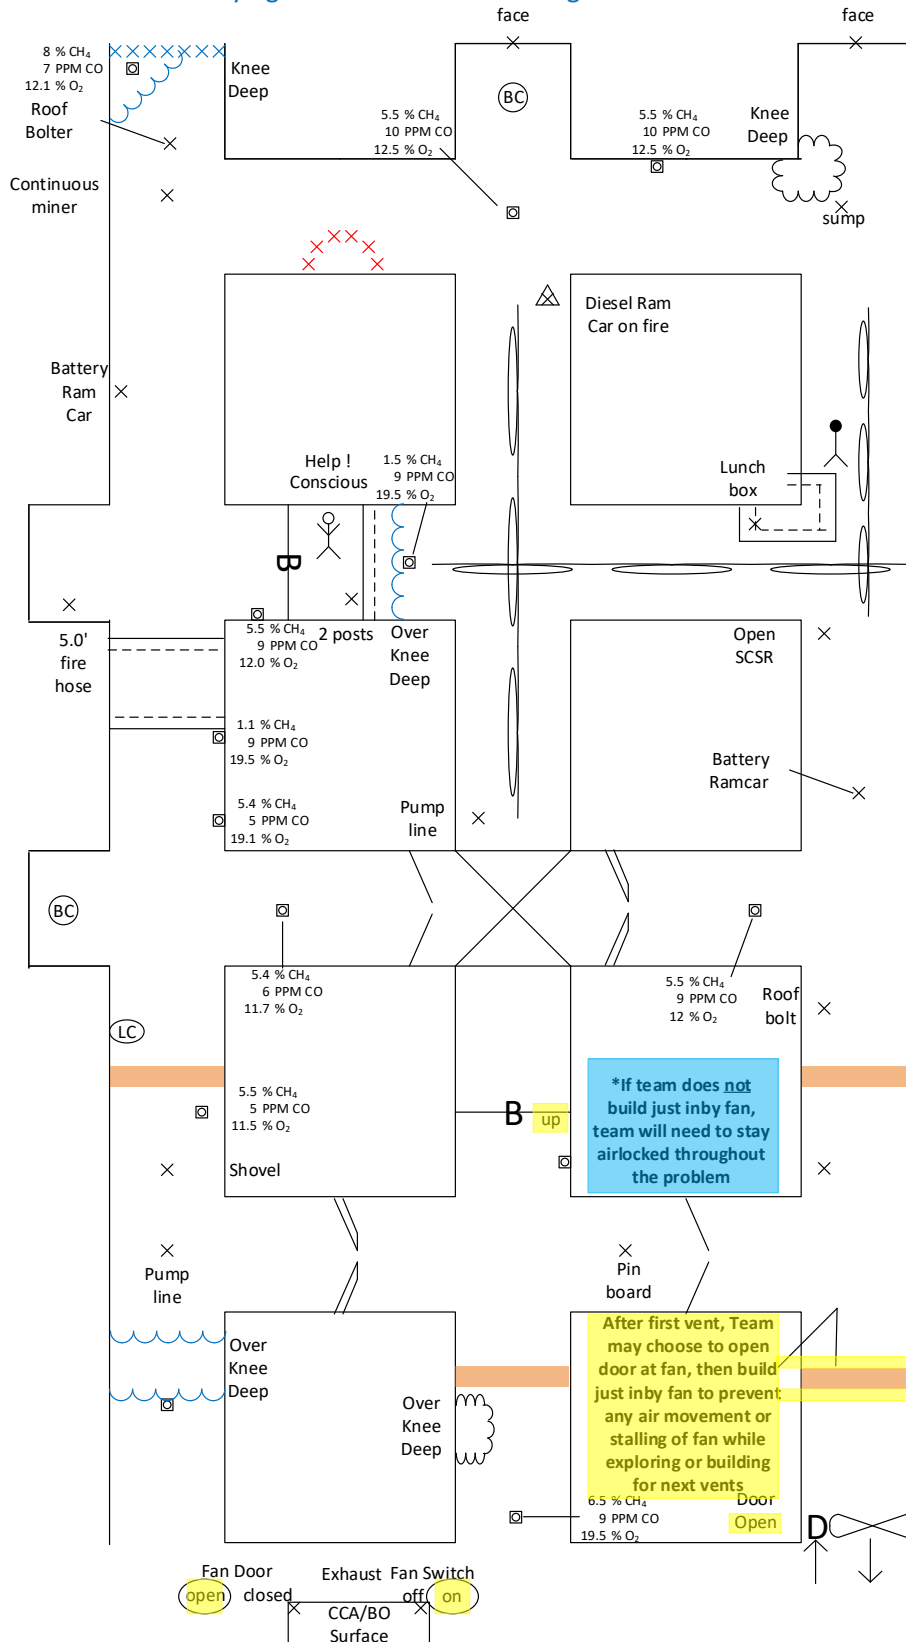 face
face
8 % CH₄
7 PPM CO
12.1 % O₂
Knee
Deep
Roof
Bolter
BC
5.5 % CH₄
10 PPM CO
12.5 % O₂
5.5 % CH₄
10 PPM CO
12.5 % O₂
Knee
Deep
Continuous
miner
sump
Diesel Ram
Car on fire
Battery
Ram
Car
Help !
Conscious
1.5 % CH₄
9 PPM CO
19.5 % O₂
Lunch
box
B
5.0'
fire
hose
5.5 % CH₄
9 PPM CO
12.0 % O₂
2 posts
Over
Knee
Deep
Open
SCSR
1.1 % CH₄
9 PPM CO
19.5 % O₂
Battery
Ramcar
5.4 % CH₄
5 PPM CO
19.1 % O₂
Pump
line
BC
5.4 % CH₄
6 PPM CO
11.7 % O₂
5.5 % CH₄
9 PPM CO
12 % O₂
Roof
bolt
LC
5.5 % CH₄
5 PPM CO
11.5 % O₂
B up
*If team does not
build just inby fan,
team will need to stay
airlocked throughout
the problem
Shovel
Pump
line
Pin
board
Over
Knee
Deep
Over
Knee
Deep
After first vent, Team
may choose to open
door at fan, then build
just inby fan to prevent
any air movement or
stalling of fan while
exploring or building
for next vents
6.5 % CH₄
9 PPM CO
19.5 % O₂
Door
Open
D
Fan Door
open closed
Exhaust
Fan Switch
off on
CCA/BO
Surface